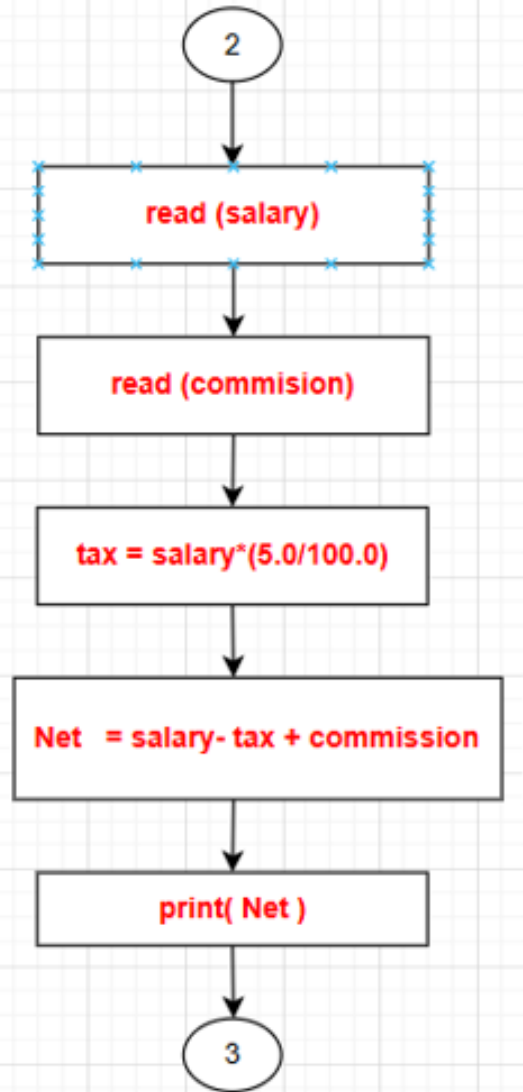 2
read (salary)
read (commision)
tax = salary*(5.0/100.0)
Net = salary- tax + commission
print( Net )
3